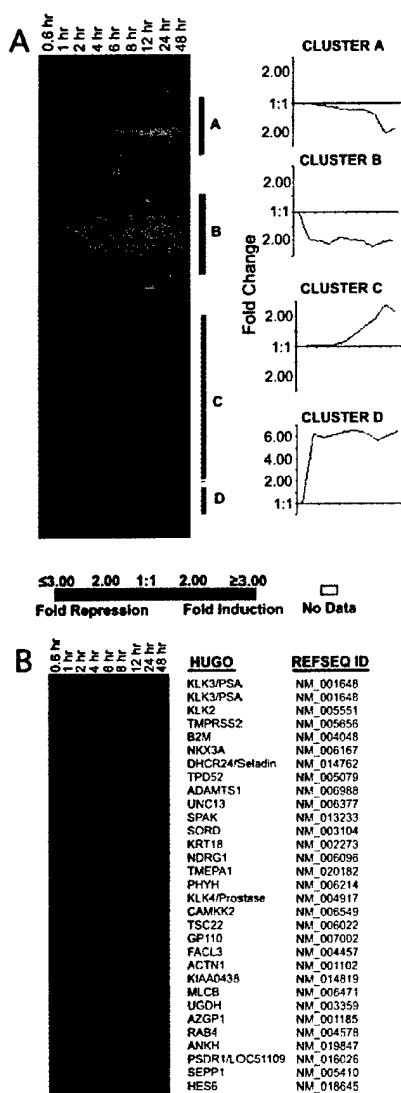 A
0.6 hr
1 hr
2 hr
4 hr
6 hr
8 hr
12 hr
24 hr
48 hr
A
B
C
D
Fold Change
CLUSTER A
2.00
1:1
2.00
CLUSTER B
2.00
1:1
2.00
CLUSTER C
2.00
1:1
2.00
CLUSTER D
6.00
4.00
2.00
1:1
≤3.00 2.00 1:1 2.00 ≥3.00
Fold Repression Fold Induction No Data
B
0.6 hr
1 hr
2 hr
4 hr
6 hr
8 hr
12 hr
24 hr
48 hr
HUGO REFSEQ ID
KLK3/PSA NM_001648
KLK3/PSA NM_001648
KLK2 NM_005551
TMPRSS2 NM_005656
B2M NM_004048
NKX3A NM_006167
DHCR24/Seladin NM_014762
TPD52 NM_005079
ADAMTS1 NM_006988
UNC13 NM_006377
SPAK NM_013233
SORD NM_003104
KRT18 NM_002273
NDRG1 NM_006096
TMEPA1 NM_020182
PHYH NM_006214
KLK4/Prostase NM_004917
CAMKK2 NM_006549
TSC22 NM_006022
GP110 NM_007002
FACL3 NM_004457
ACTN1 NM_001102
KIAA0438 NM_014819
MLCB NM_006471
UGDH NM_003359
AZGP1 NM_001185
RAB4 NM_004578
ANKH NM_019847
PSDR1/LOC51109 NM_016026
SEPP1 NM_005410
HES6 NM_018645